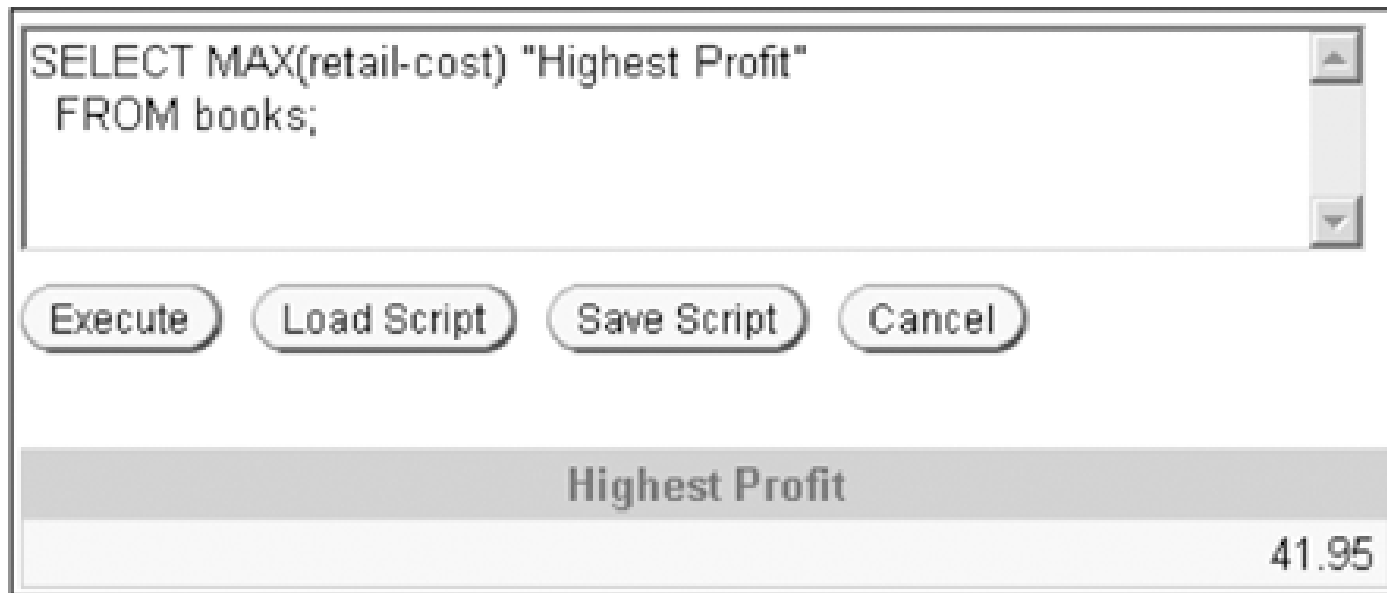 SELECT MAX(retail-cost) "Highest Profit"
FROM books;
Execute Load Script Save Script Cancel
Highest Profit
41.95